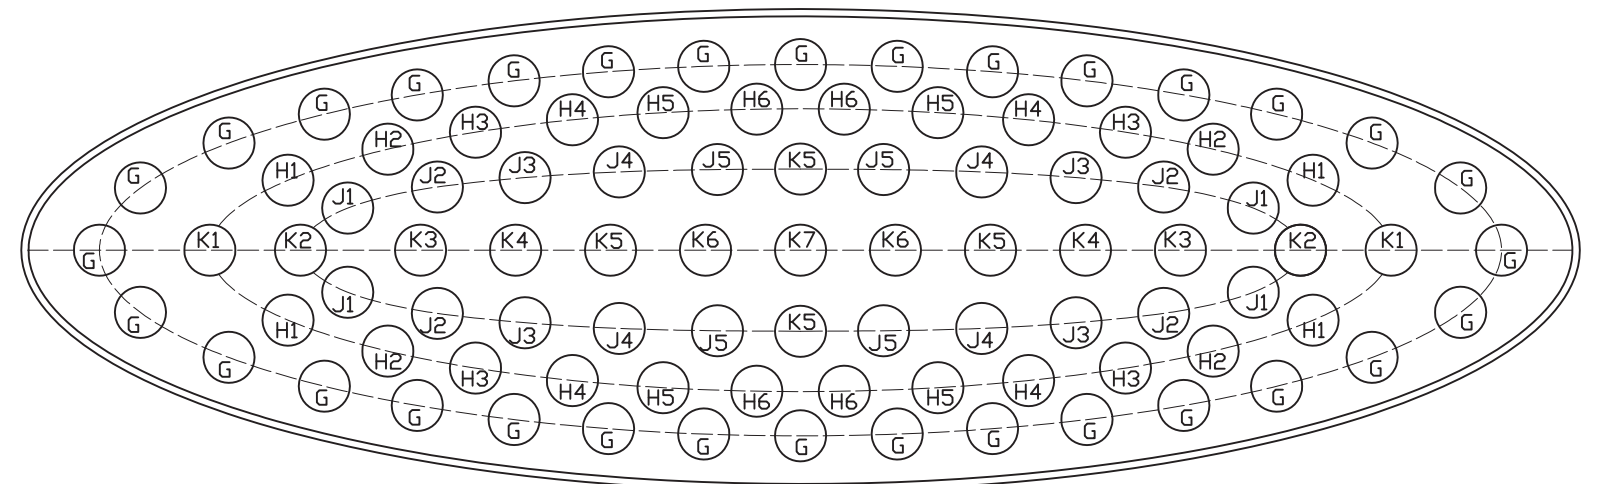 G G G G G G G G G
G G
G G
G G
H4 H5 H6 H6 H5 H4
H3 H3
H2 H2
H1 H1
J3 J4 J5 K5 J5 J4 J3
J2 J2
J1 J1
G G
K1 K2 K3 K4 K5 K6 K7 K6 K5 K4 K3 K2 K1
G G
J1 J1
J2 J3 J4 J5 K5 J5 J4 J3 J2
G G
H1 H1
H2 H3 H4 H5 H6 H6 H5 H4 H3 H2
G G
G G
G G G G G G G G G